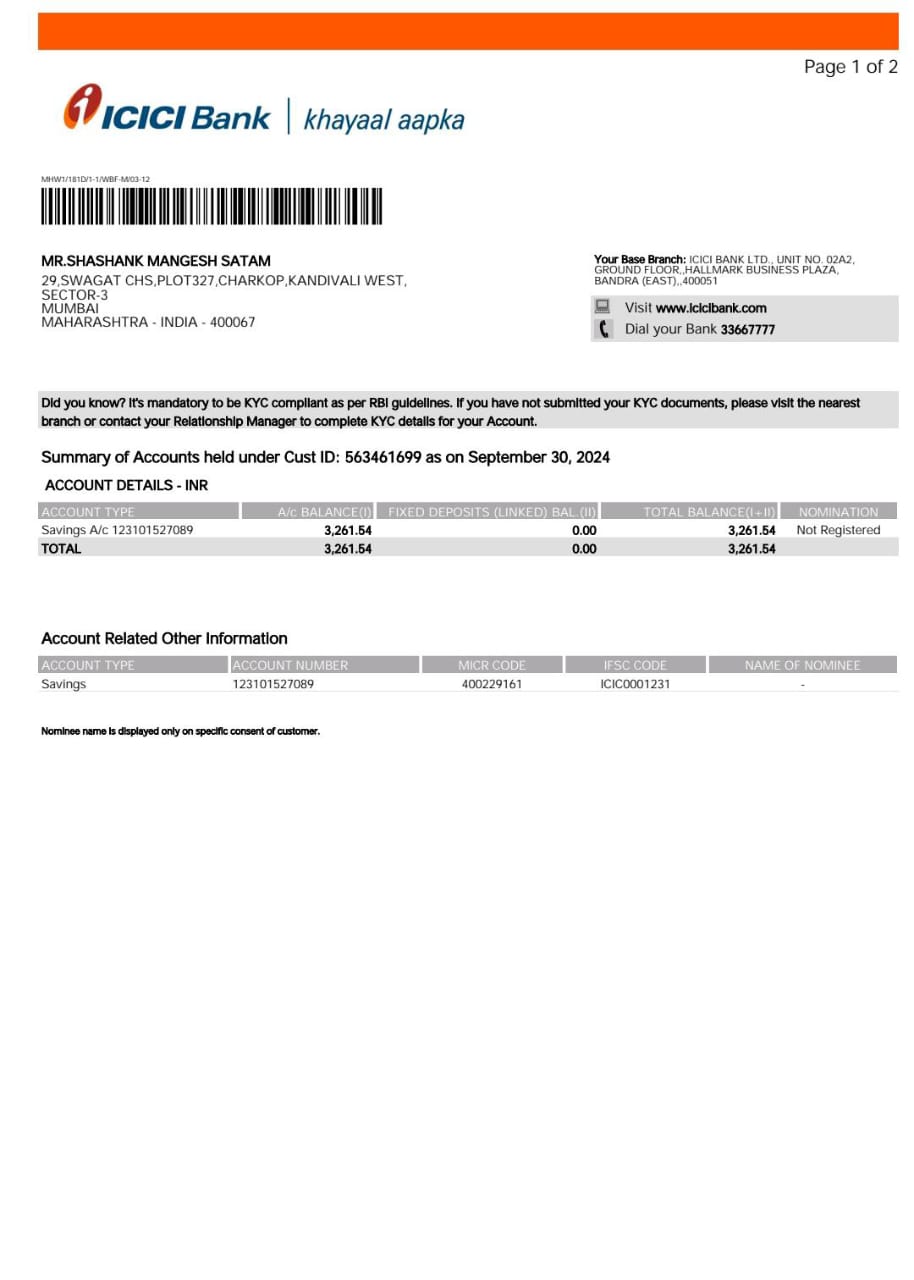 Page 1 of 2
ICICI Bank | khayaal aapka
MHW1/181D/1-1/WBF-M/03-12
MR.SHASHANK MANGESH SATAM
29,SWAGAT CHS,PLOT327,CHARKOP,KANDIVALI WEST,
SECTOR-3
MUMBAI
MAHARASHTRA - INDIA - 400067
Your Base Branch: ICICI BANK LTD., UNIT NO. 02A2,
GROUND FLOOR,,HALLMARK BUSINESS PLAZA,
BANDRA (EAST),,400051
Visit www.icicibank.com
Dial your Bank 33667777
Did you know? It's mandatory to be KYC compliant as per RBI guidelines. If you have not submitted your KYC documents, please visit the nearest
branch or contact your Relationship Manager to complete KYC details for your Account.
Summary of Accounts held under Cust ID: 563461699 as on September 30, 2024
ACCOUNT DETAILS - INR
ACCOUNT TYPE A/c BALANCE(I) FIXED DEPOSITS (LINKED) BAL.(II) TOTAL BALANCE(I+II) NOMINATION
Savings A/c 123101527089 3,261.54 0.00 3,261.54 Not Registered
TOTAL 3,261.54 0.00 3,261.54
Account Related Other Information
ACCOUNT TYPE ACCOUNT NUMBER MICR CODE IFSC CODE NAME OF NOMINEE
Savings 123101527089 400229161 ICIC0001231 -
Nominee name is displayed only on specific consent of customer.